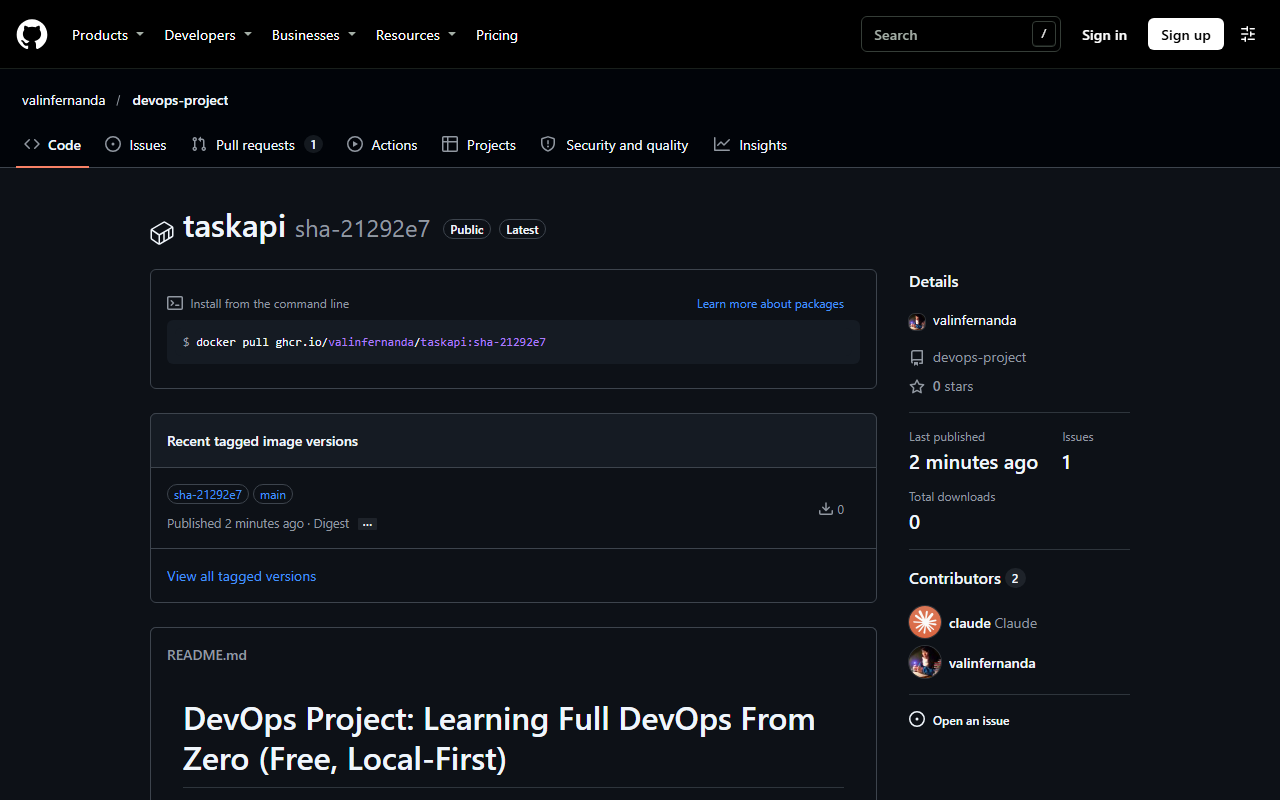 Products Developers Businesses Resources Pricing Search / Sign in Sign up
valinfernanda / devops-project
Code Issues Pull requests 1 Actions Projects Security and quality Insights
taskapi sha-21292e7 Public Latest
Install from the command line Learn more about packages
$ docker pull ghcr.io/valinfernanda/taskapi:sha-21292e7
Recent tagged image versions
sha-21292e7 main
Published 2 minutes ago · Digest ...
0
View all tagged versions
README.md
DevOps Project: Learning Full DevOps From
Zero (Free, Local-First)
Details
valinfernanda
devops-project
0 stars
Last published Issues
2 minutes ago 1
Total downloads
0
Contributors 2
claude Claude
valinfernanda
Open an issue